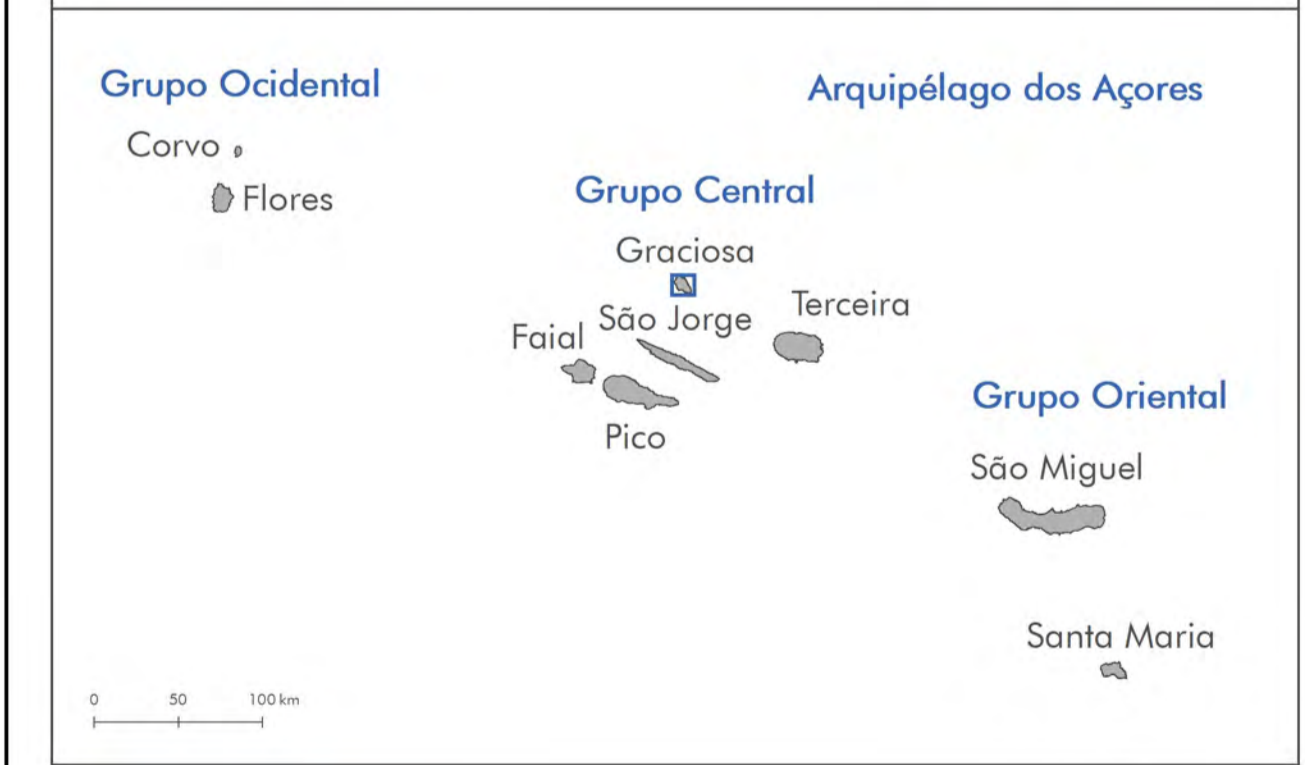 Grupo Ocidental
Arquipélago dos Açores
Corvo
Flores
Grupo Central
Graciosa
São Jorge
Terceira
Faial
Pico
Grupo Oriental
São Miguel
Santa Maria
0 50 100 km